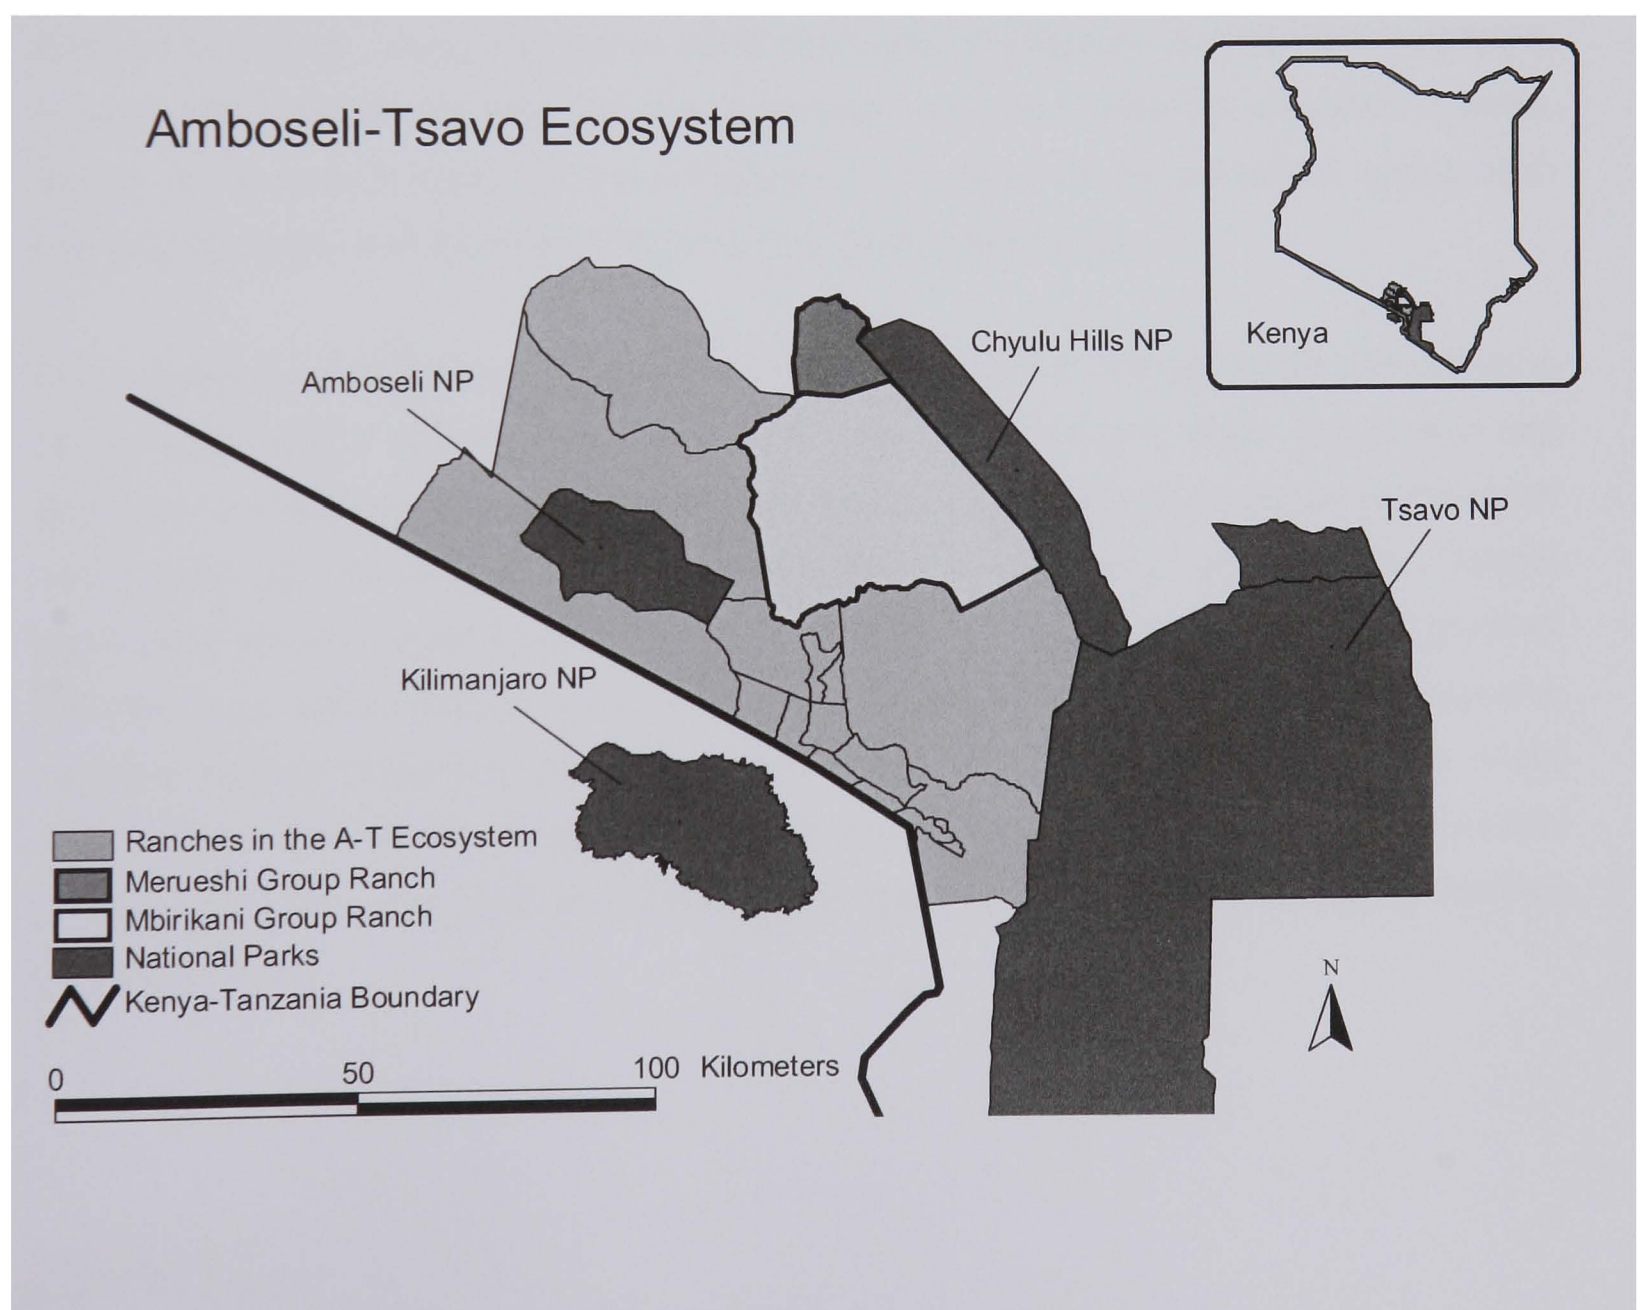 Amboseli-Tsavo Ecosystem
Kenya
Chyulu Hills NP
Amboseli NP
Tsavo NP
Kilimanjaro NP
Ranches in the A-T Ecosystem
Merueshi Group Ranch
Mbirikani Group Ranch
National Parks
Kenya-Tanzania Boundary
N
0 50 100 Kilometers